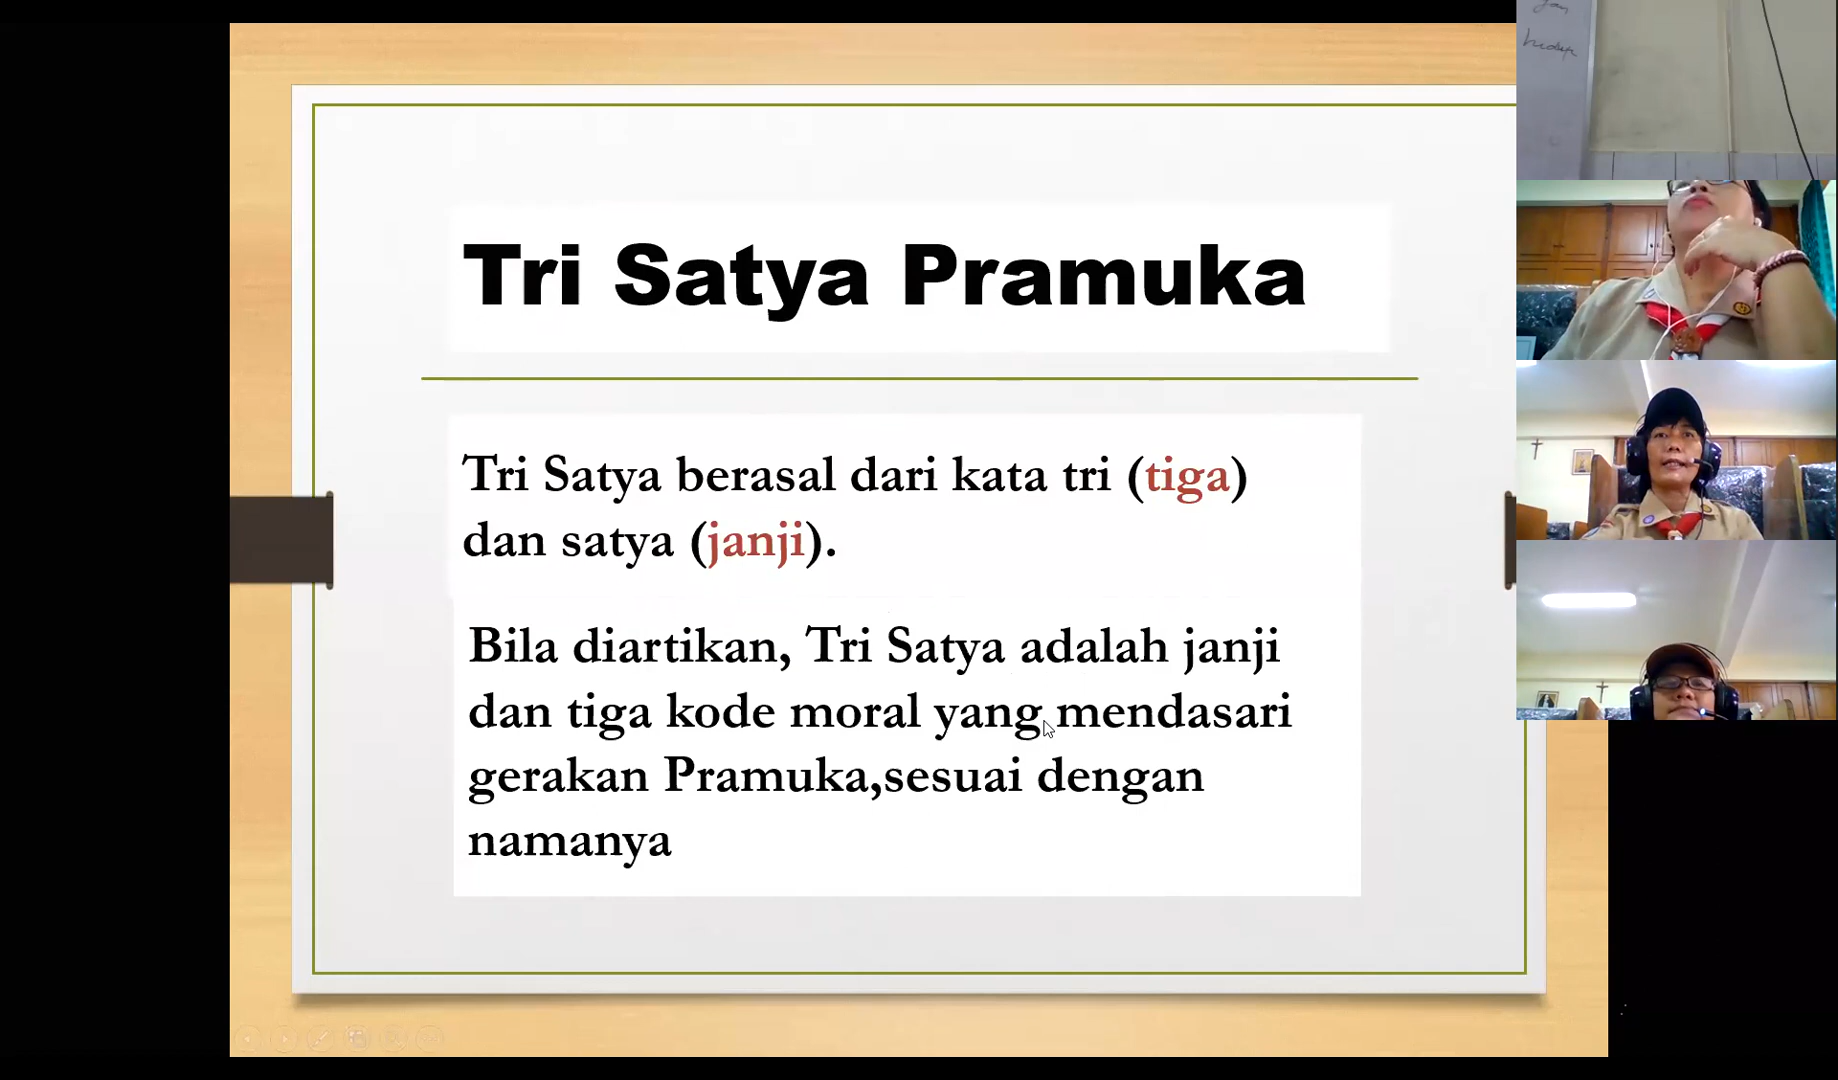 Tri Satya Pramuka
Tri Satya berasal dari kata tri (tiga)
dan satya (janji).
Bila diartikan, Tri Satya adalah janji
dan tiga kode moral yang mendasari
gerakan Pramuka,sesuai dengan
namanya